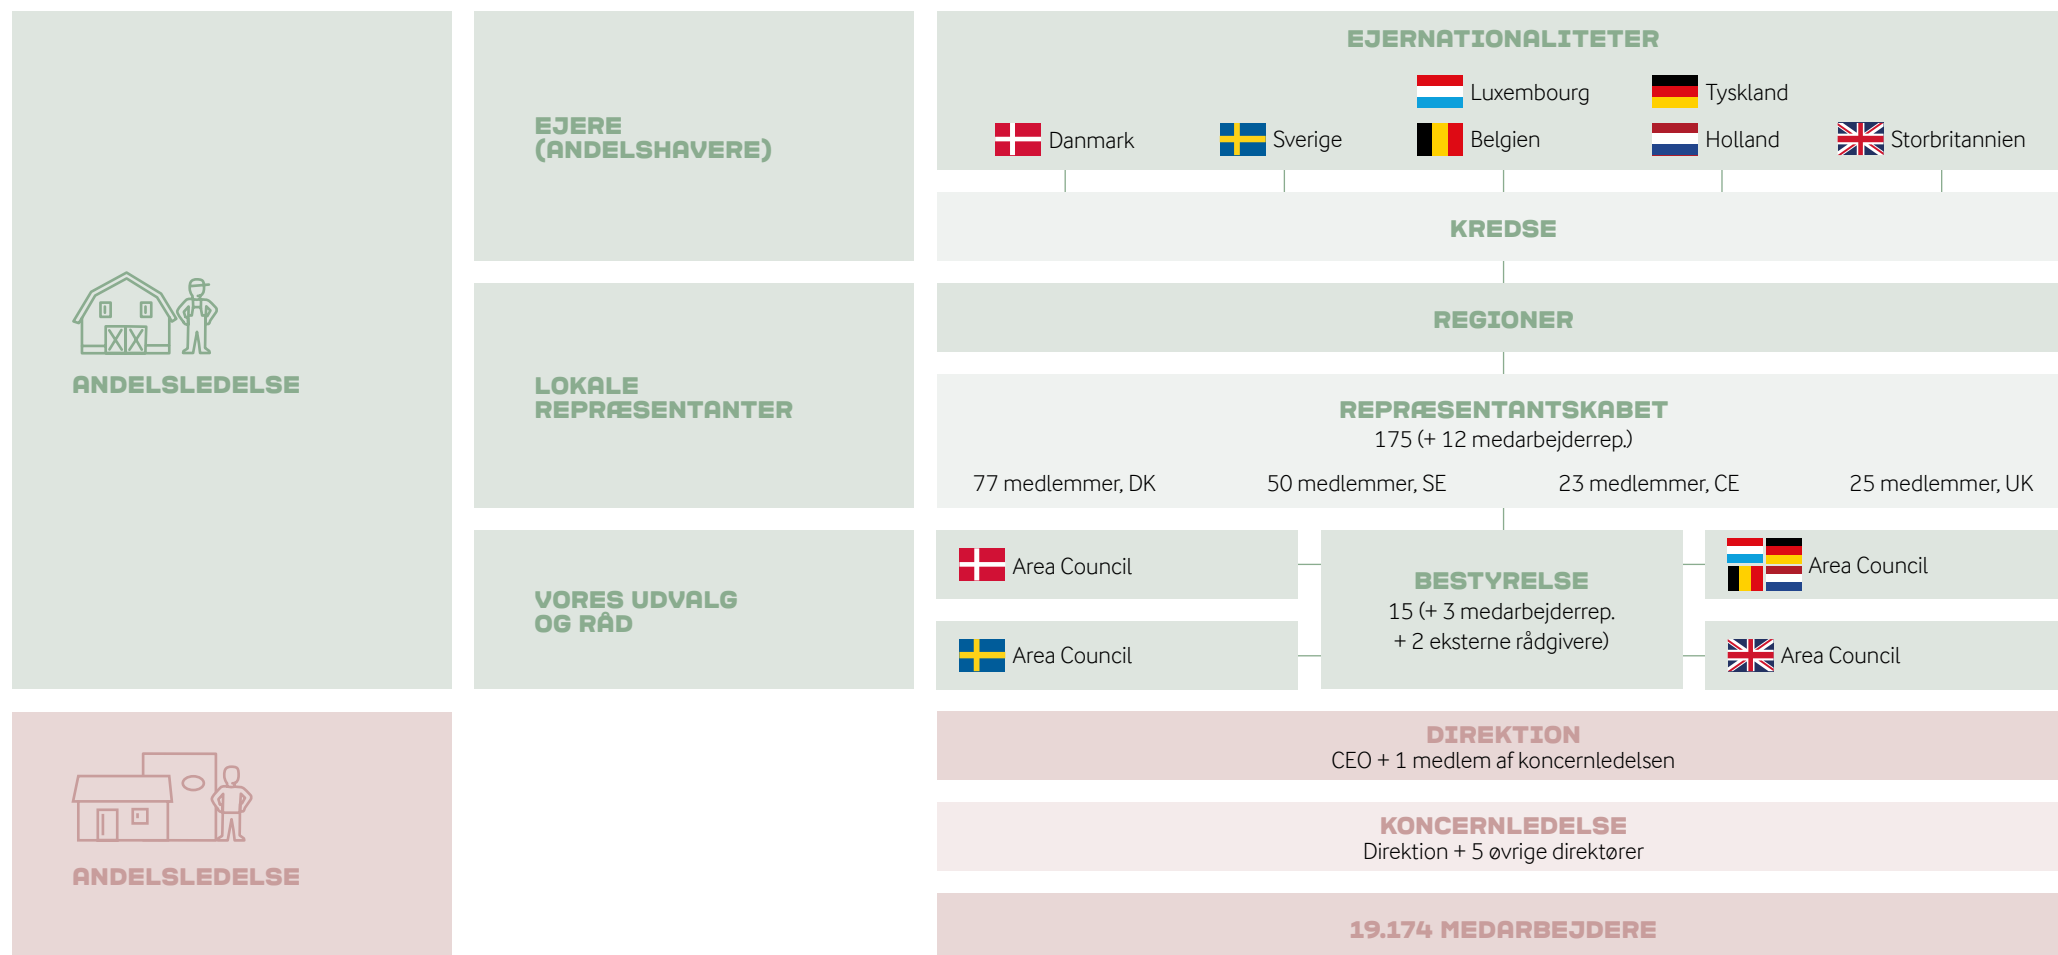 ANDELSLEDELSE
EJERE
(ANDELSHAVERE)
LOKALE
REPRÆSENTANTER
VORES UDVALG
OG RÅD
EJERNATIONALITETER
Luxembourg
Tyskland
Danmark
Sverige
Belgien
Holland
Storbritannien
KREDSE
REGIONER
REPRÆSENTANTSKABET
175 (+ 12 medarbejderrep.)
77 medlemmer, DK
50 medlemmer, SE
23 medlemmer, CE
25 medlemmer, UK
Area Council
Area Council
BESTYRELSE
15 (+ 3 medarbejderrep.
+ 2 eksterne rådgivere)
Area Council
Area Council
ANDELSLEDELSE
DIREKTION
CEO + 1 medlem af koncernledelsen
KONCERNLEDELSE
Direktion + 5 øvrige direktører
19.174 MEDARBEJDERE